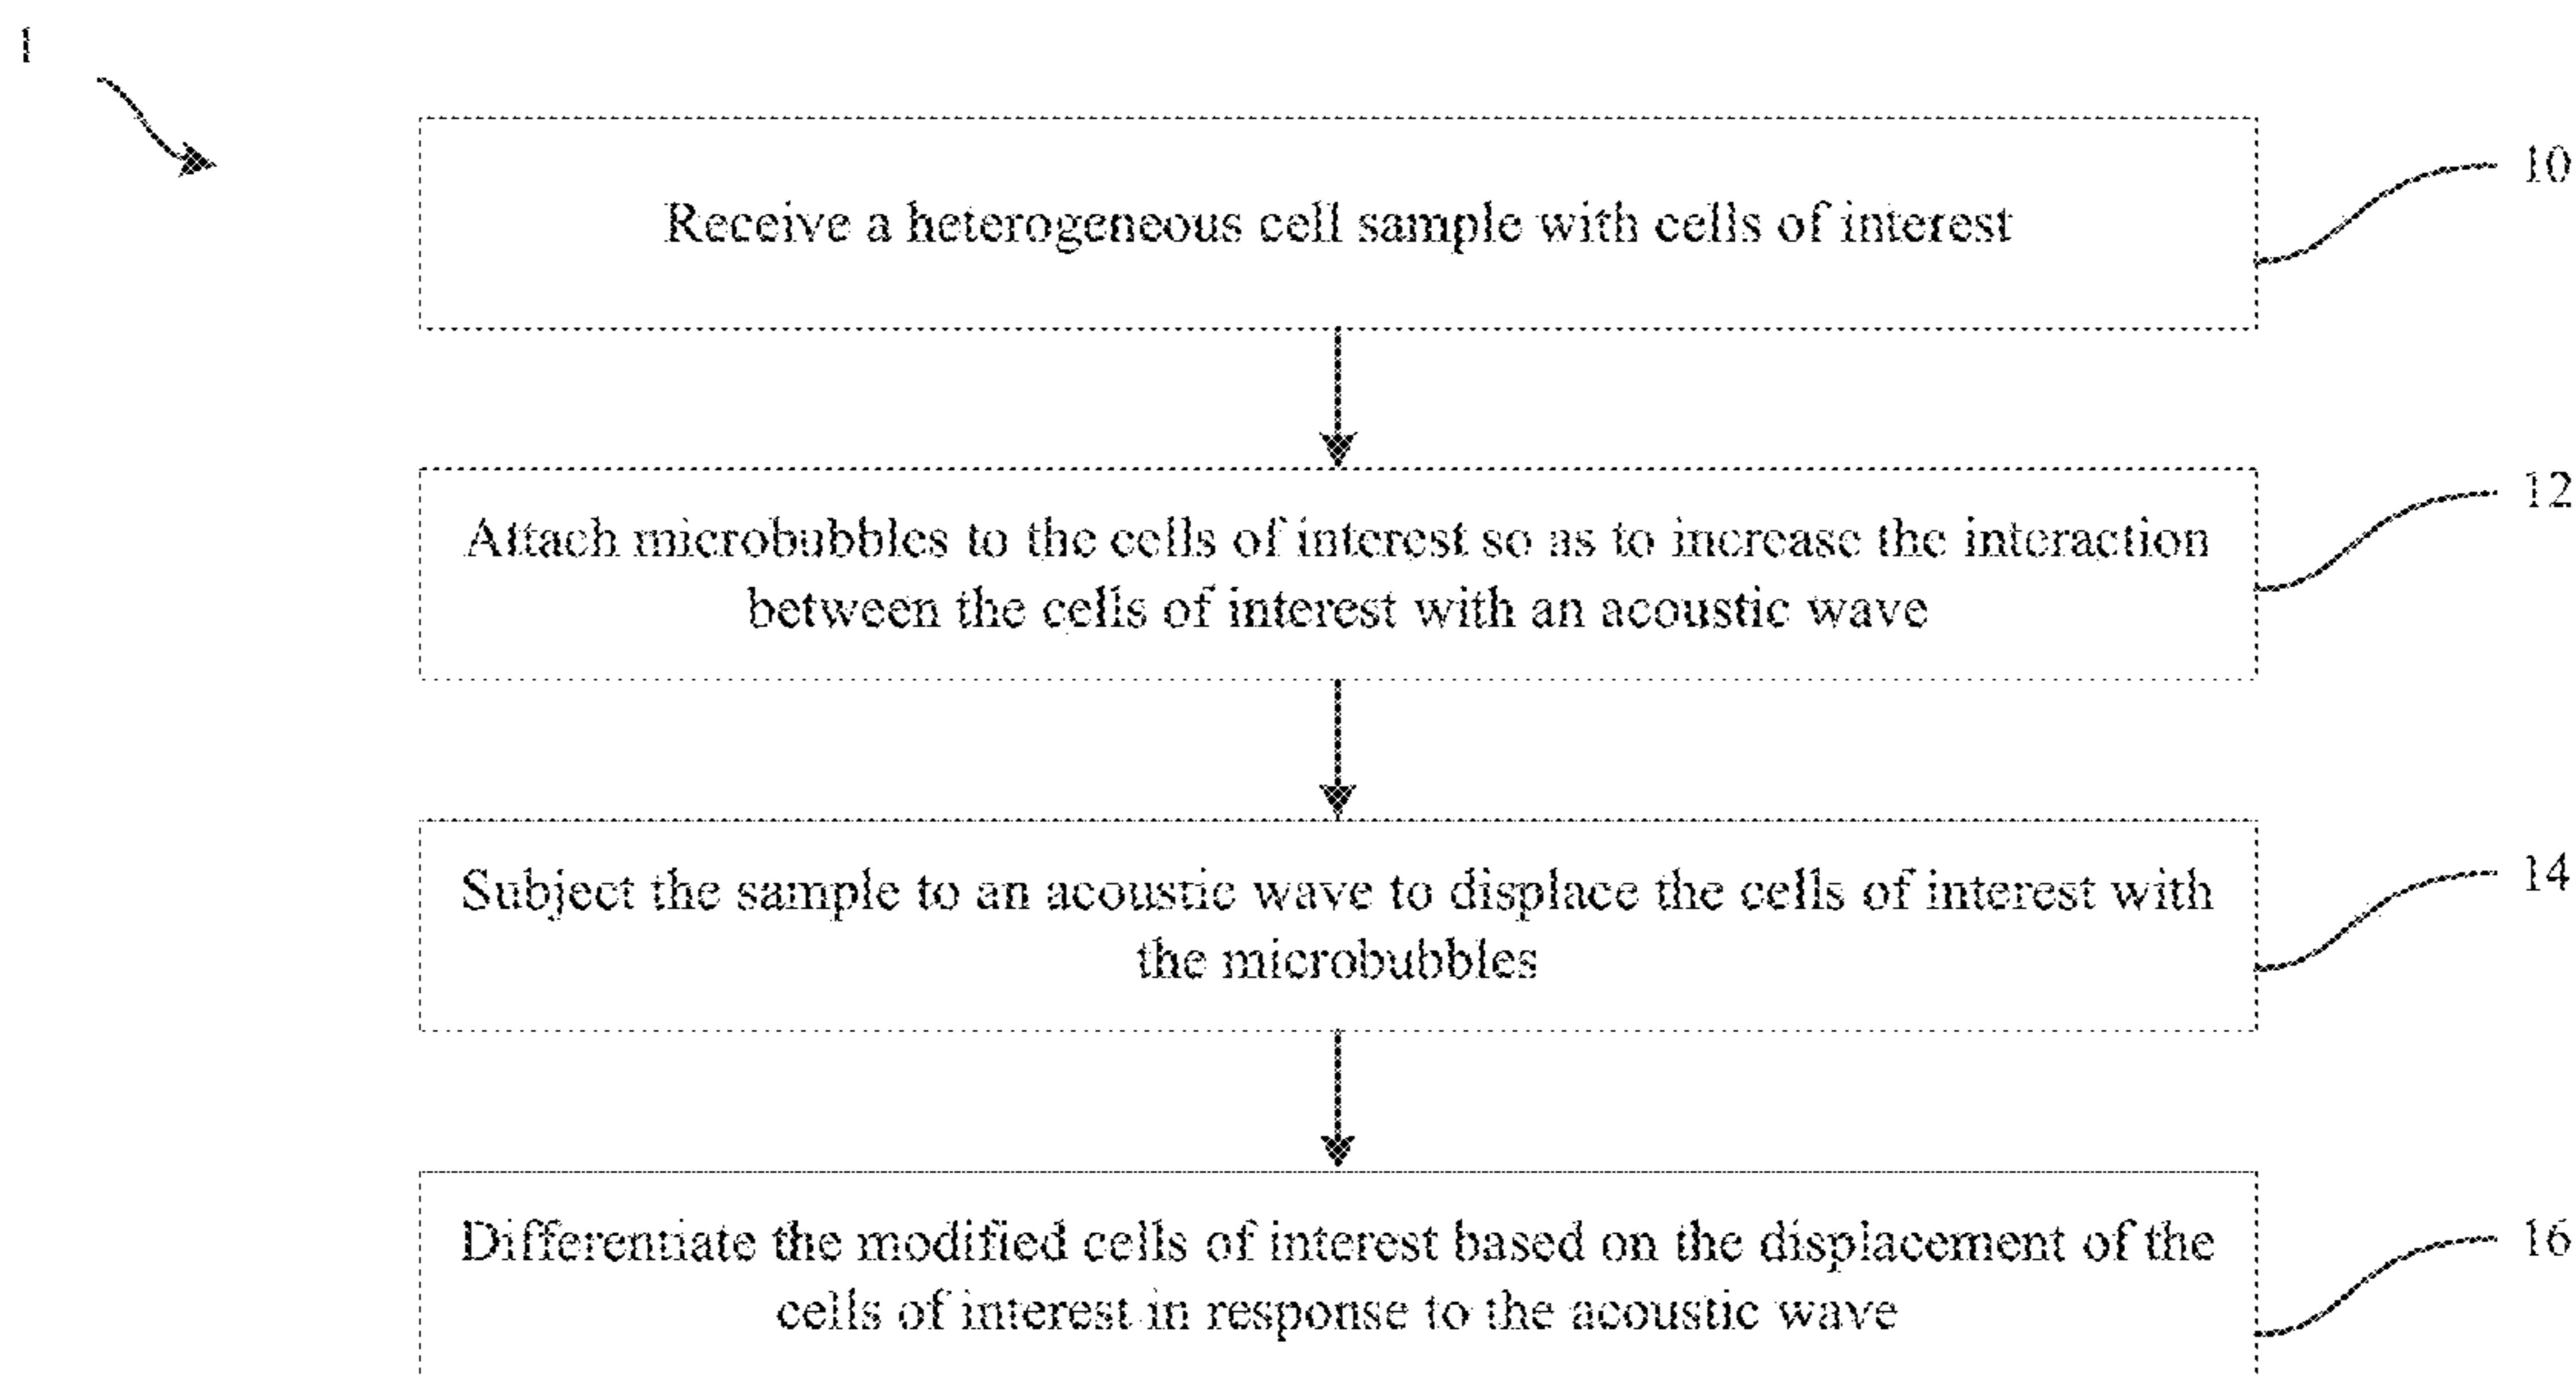 1
Receive a heterogeneous cell sample with cells of interest
10
Attach microbubbles to the cells of interest so as to increase the interaction
between the cells of interest with an acoustic wave
12
Subject the sample to an acoustic wave to displace the cells of interest with
the microbubbles
14
Differentiate the modified cells of interest based on the displacement of the
cells of interest in response to the acoustic wave
16